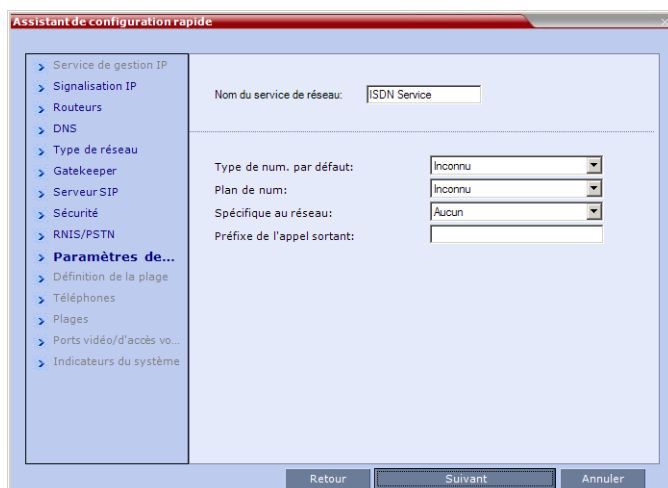 Assistant de configuration rapide
Service de gestion IP
Signalisation IP
Routeurs
DNS
Type de réseau
Gatekeeper
Serveur SIP
Sécurité
RNIS/PSTN
Paramètres de...
Définition de la plage
Téléphones
Plages
Ports vidéo/d'accès vo...
Indicateurs du système
Nom du service de réseau: ISDN Service
Type de num. par défaut: Inconnu
Plan de num: Inconnu
Spécifique au réseau: Aucun
Préfixe de l'appel sortant:
Retour Suivant Annuler